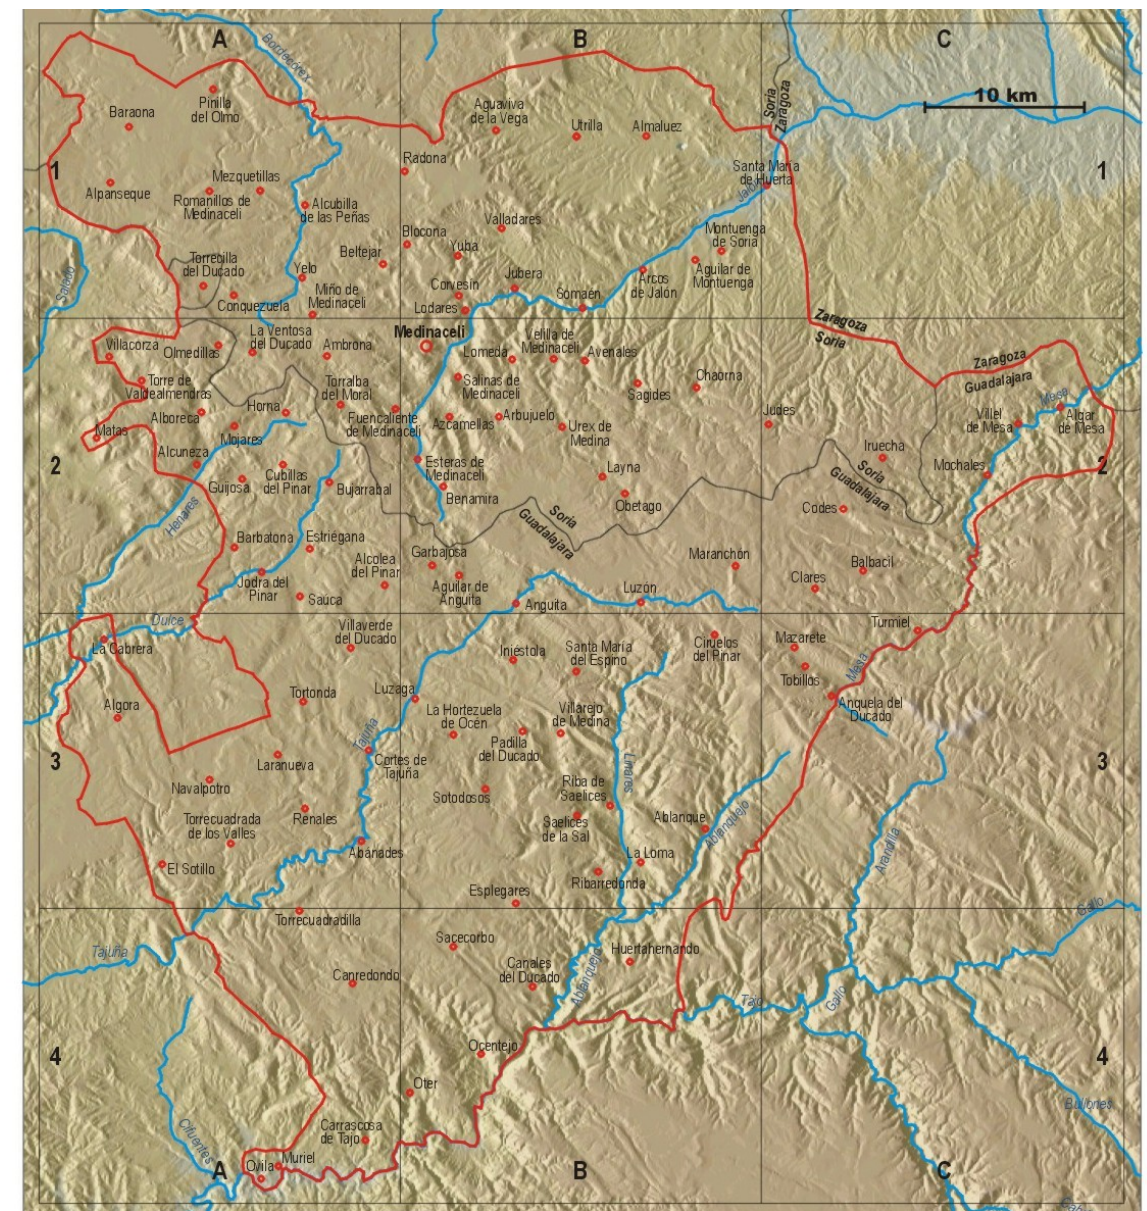 A
B
C
Bordecórex
10 km
Soria
Zaragoza
Baraona
Pinilla
del Olmo
Aguaviva
de la Vega
Utrilla
Almaluez
1
Radona
Santa María
de Huerta
1
Jalón
Alpanseque
Mezquetillas
Romanillos de
Medinaceli
Alcubilla
de las Peñas
Valladares
Blocona
Montuenga
de Soria
Beltejar
Yuba
Torrecilla
del Ducado
Salado
Yelo
Jubera
Aguilar de
Montuenga
Arcos
de Jalón
Corvesín
Somaén
Miño de
Medinaceli
Conquezuela
Lodares
Zaragoza
Soria
La Ventosa
del Ducado
Medinaceli
Velilla de
Medinaceli
Villacorza
Olmedillas
Ambrona
Lomeda
Avenales
Zaragoza
Guadalajara
Torre de
Valdealmendras
Torralba
del Moral
Salinas de
Medinaceli
Sagides
Chaorna
Mesa
Alboreca
Horna
Fuencaliente
de Medinaceli
Azcamellas
Arbujuelo
Judes
Villel
de Mesa
Algar
de Mesa
Matas
Mojares
Urex de
Medina
Alcuneza
Iruecha
2
Cubillas
del Pinar
Esteras de
Medinaceli
Layna
Soria
Guadalajara
Mochales
2
Guijosa
Bujarrabal
Benamira
Obetago
Codes
Henares
Soria
Guadalajara
Barbatona
Estriégana
Garbajosa
Maranchón
Alcolea
del Pinar
Balbacil
Jodra del
Pinar
Aguilar de
Anguita
Clares
Luzón
Sauca
Anguita
Dulce
Villaverde
del Ducado
Turmiel
La Cabrera
Iniéstola
Santa María
del Espino
Ciruelos
del Pinar
Mazarete
Mesa
Tobillos
Luzaga
Tortonda
Algora
La Hortezuela
de Océn
Villarejo
de Medina
Anquela del
Ducado
Tajuña
Padilla
del Ducado
3
Laranueva
Cortes de
Tajuña
Linares
3
Navalpotro
Sotodosos
Riba de
Saelices
Torrecuadrada
de los Valles
Renales
Saelices
de la Sal
Ablanque
Ablanquejo
Arandilla
Abánades
La Loma
El Sotillo
Ribarredonda
Esplegares
Gallo
Torrecuadradilla
Sacecorbo
Huertahernando
Tajuña
Canredondo
Canales
del Ducado
Ablanquejo
Tajo
Gallo
4
Ocentejo
4
Oter
Bullones
Cifuentes
Carrascosa
de Tajo
Ovila
Muriel
A
B
C